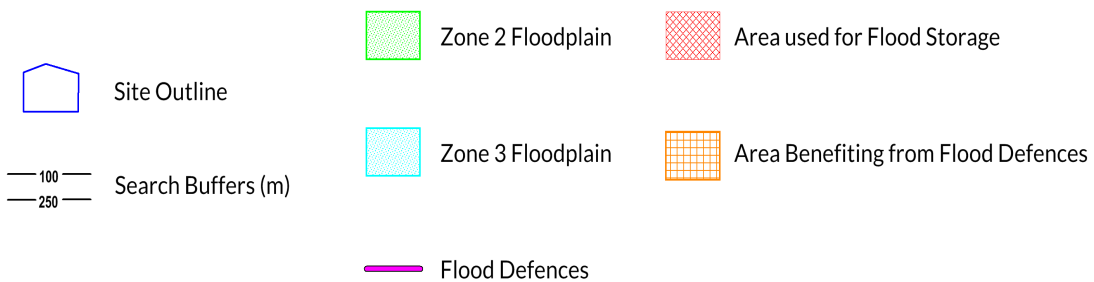 Site Outline
100
250
Search Buffers (m)
Zone 2 Floodplain
Zone 3 Floodplain
Flood Defences
Area used for Flood Storage
Area Benefiting from Flood Defences